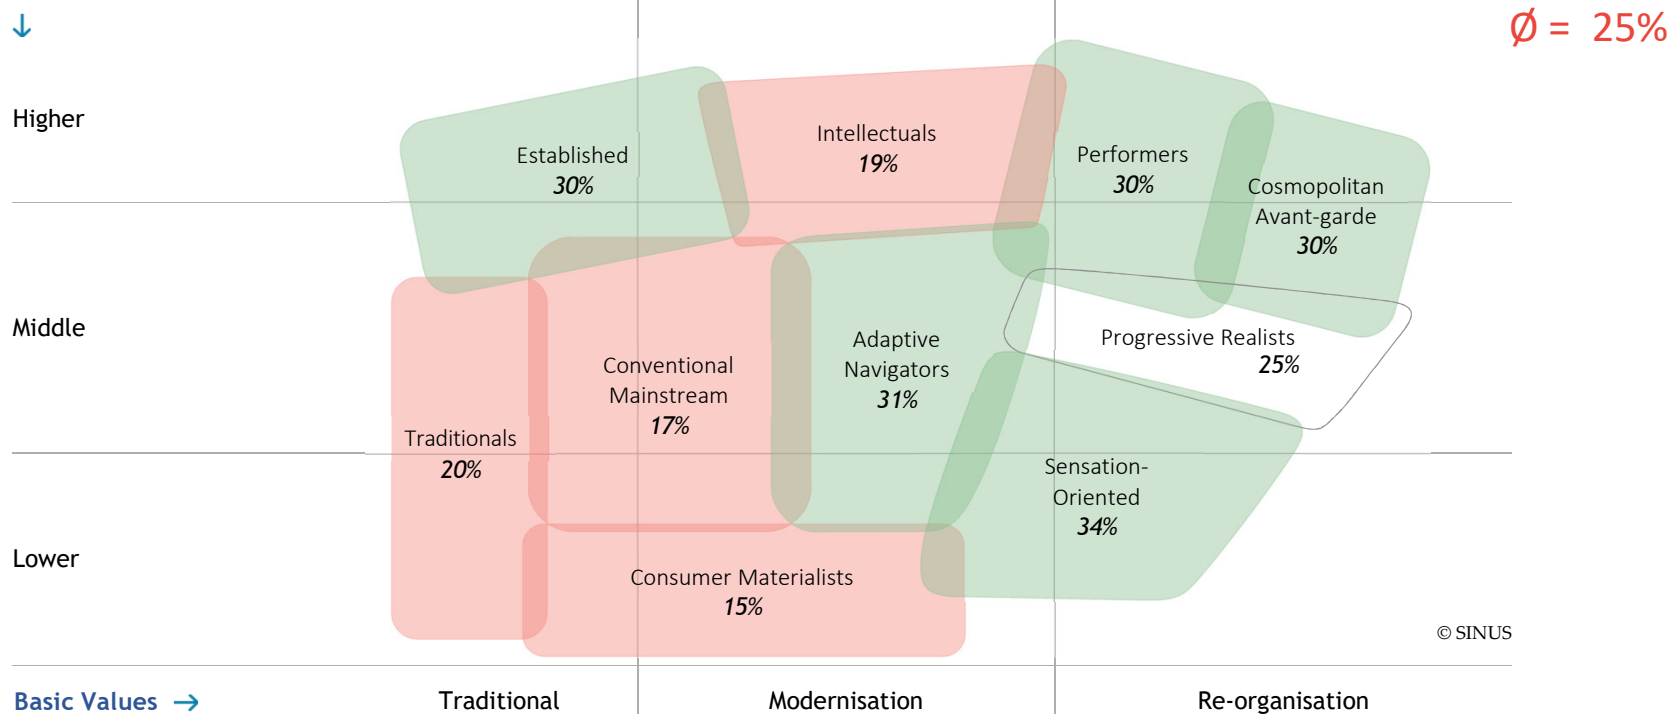 ↓
Ø = 25%
Higher
Established
30%
Intellectuals
19%
Performers
30%
Cosmopolitan
Avant-garde
30%
Middle
Traditionals
20%
Conventional
Mainstream
17%
Adaptive
Navigators
31%
Progressive Realists
25%
Lower
Consumer Materialists
15%
Sensation-
Oriented
34%
© SINUS
Basic Values →
Traditional
Modernisation
Re-organisation